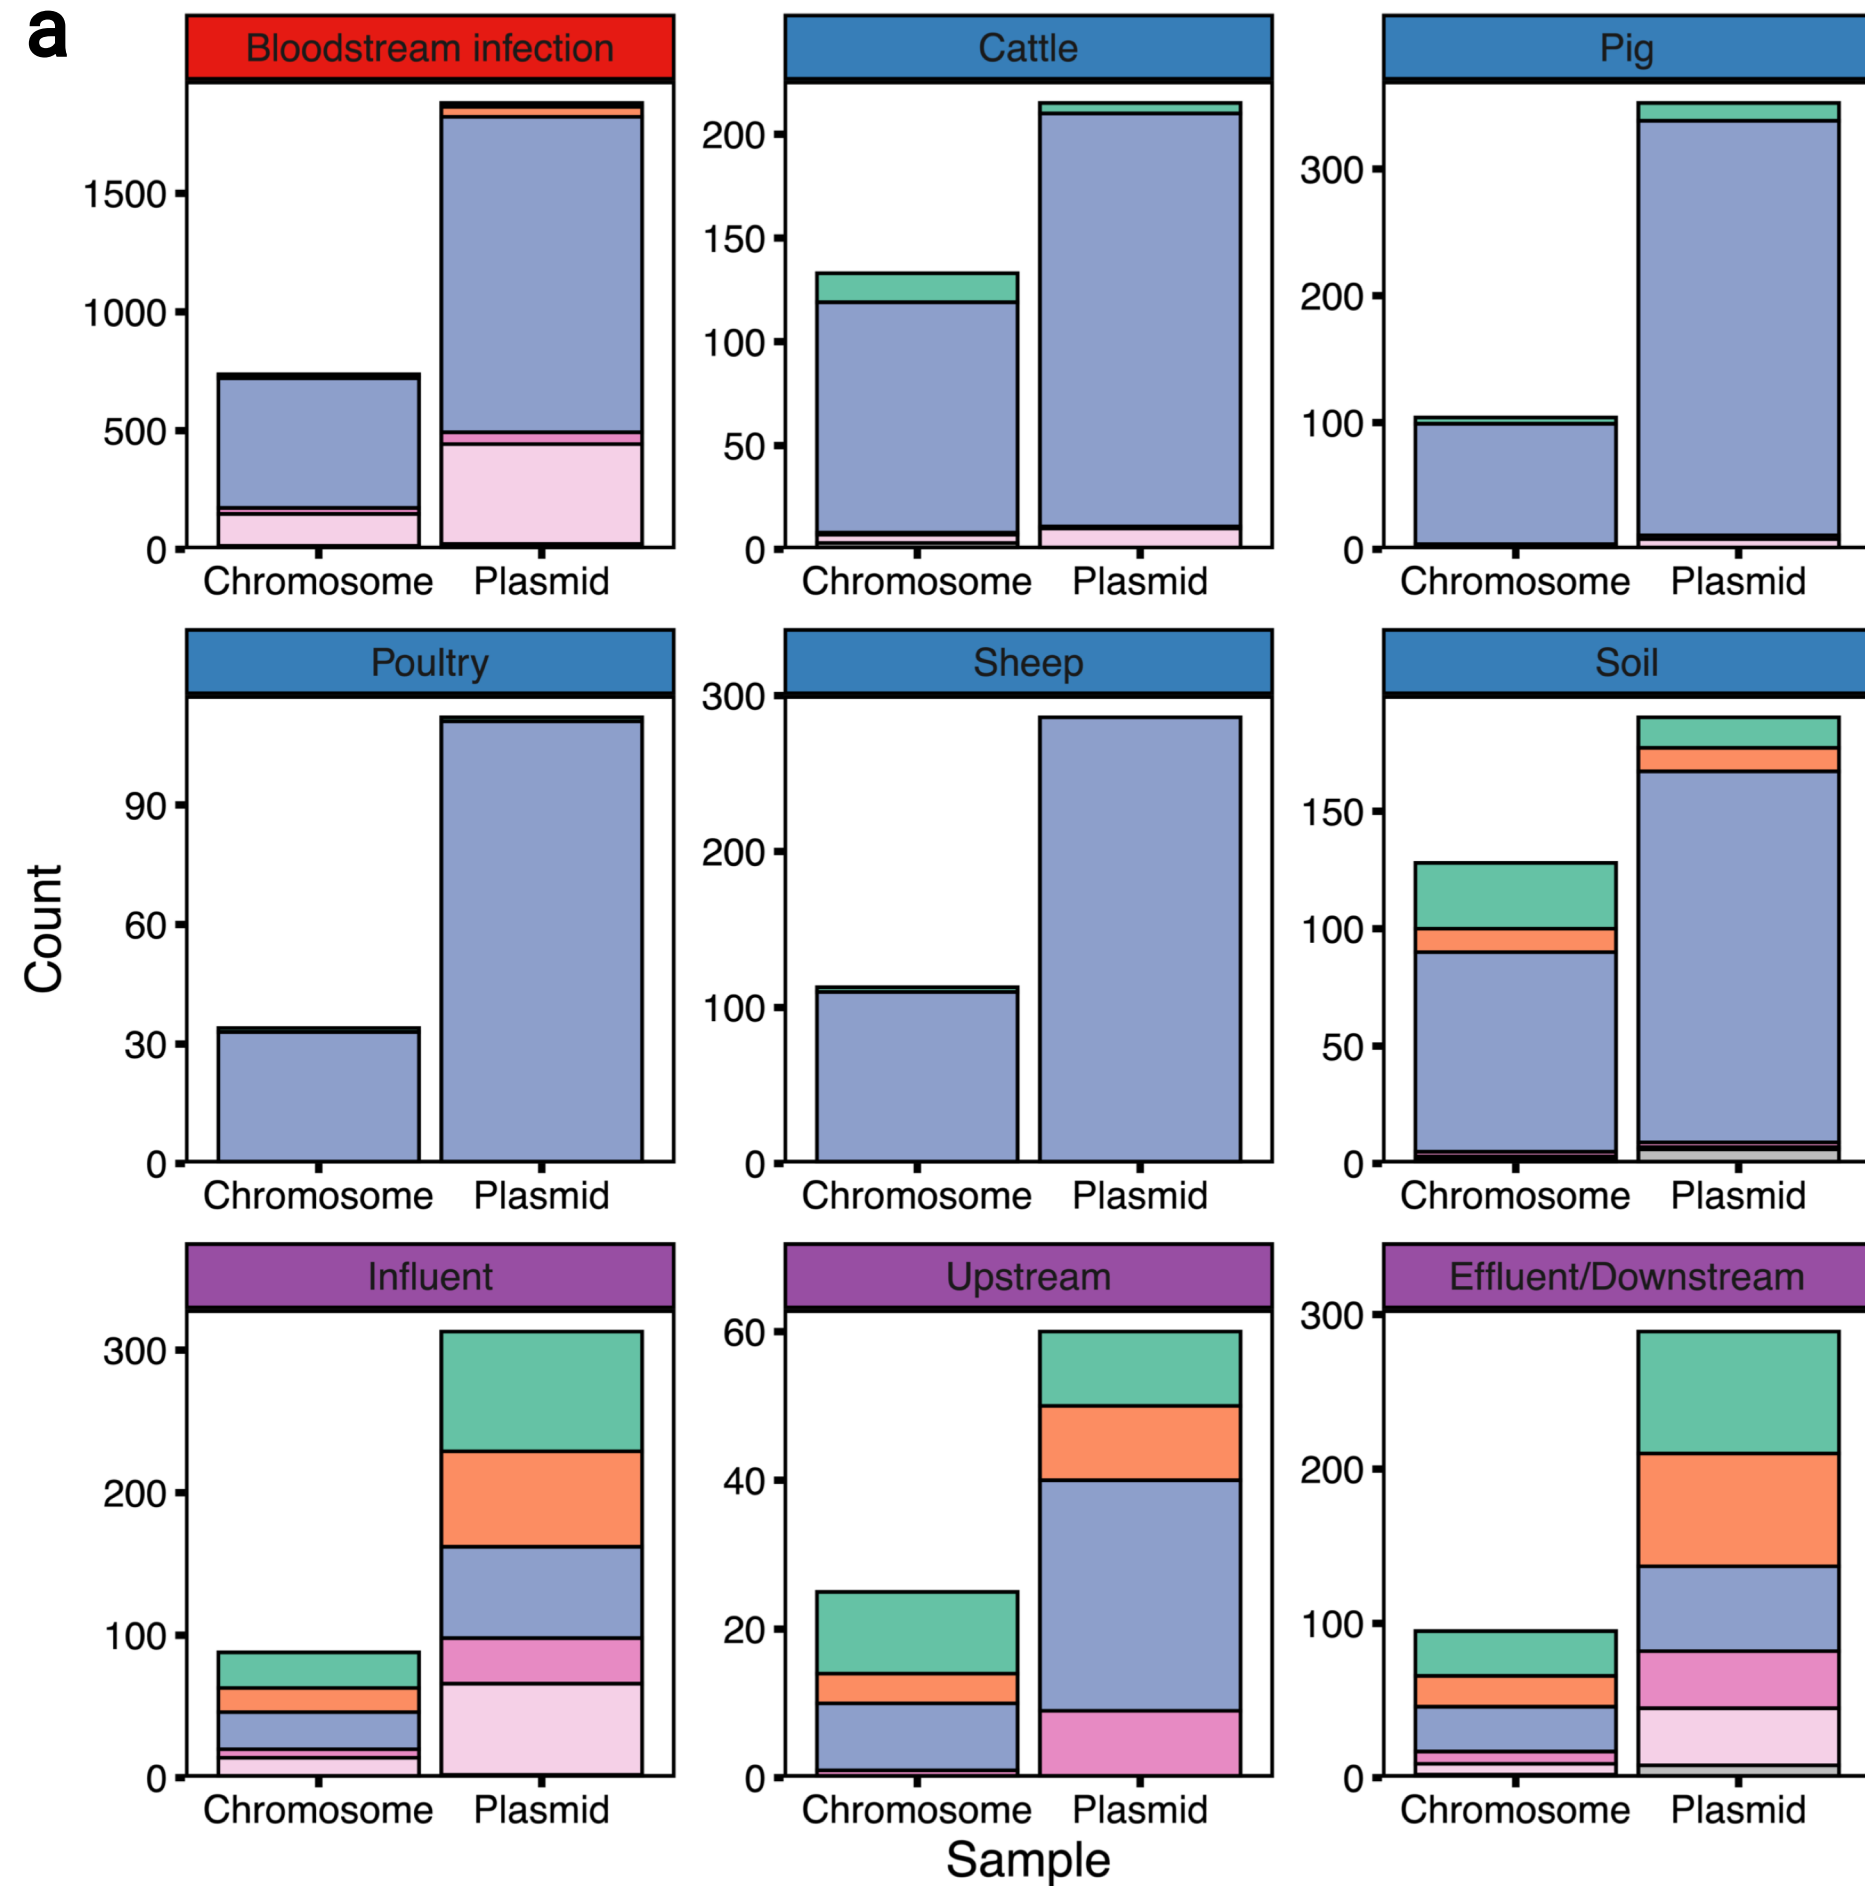 a
Bloodstream infection
Cattle
Pig
1500
1000
500
0
Chromosome Plasmid
200
150
100
50
0
Chromosome Plasmid
300
200
100
0
Chromosome Plasmid
Poultry
Sheep
Soil
90
60
30
0
Chromosome Plasmid
300
200
100
0
Chromosome Plasmid
150
100
50
0
Chromosome Plasmid
Influent
Upstream
Effluent/Downstream
300
200
100
0
Chromosome Plasmid
60
40
20
0
Chromosome Plasmid
300
200
100
0
Chromosome Plasmid
Count
Sample